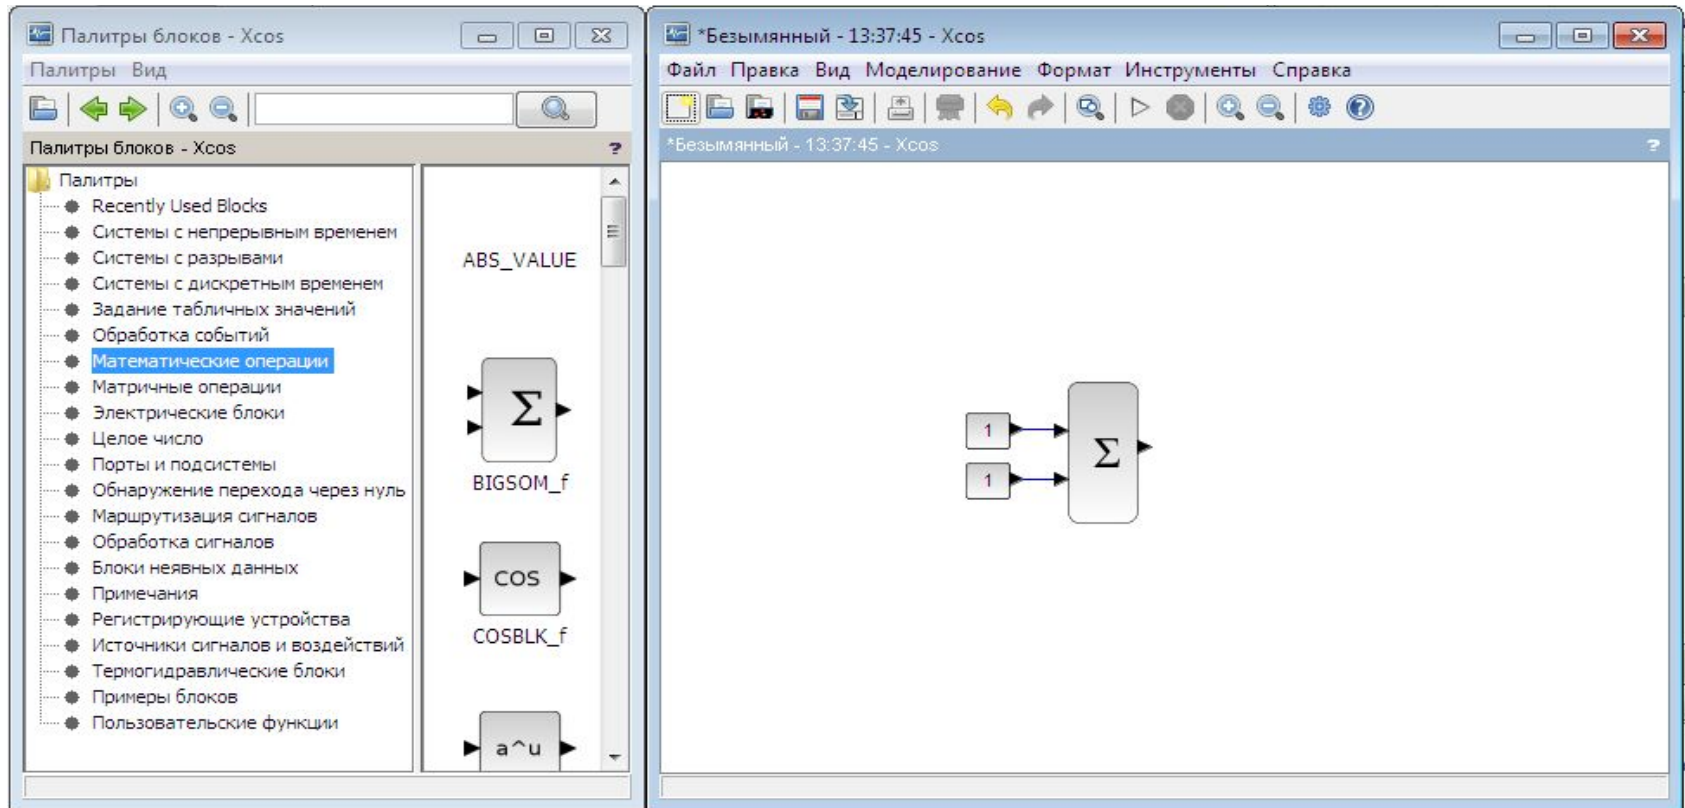 Палитры блоков - Xcos
Палитры Вид
Палитры блоков - Xcos ?
Палитры
Recently Used Blocks
Системы с непрерывным временем
Системы с разрывами
Системы с дискретным временем
Задание табличных значений
Обработка событий
Математические операции
Матричные операции
Электрические блоки
Целое число
Порты и подсистемы
Обнаружение перехода через нуль
Маршрутизация сигналов
Обработка сигналов
Блоки неявных данных
Примечания
Регистрирующие устройства
Источники сигналов и воздействий
Термогидравлические блоки
Примеры блоков
Пользовательские функции
ABS_VALUE
Σ
BIGSOM_f
COS
COSBLK_f
a^u
*Безымянный - 13:37:45 - Xcos
Файл Правка Вид Моделирование Формат Инструменты Справка
*Безымянный - 13:37:45 - Xcos ?
1
1
Σ